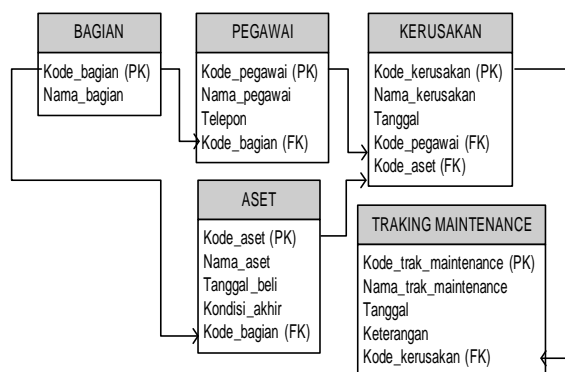 BAGIAN
Kode_bagian (PK)
Nama_bagian
PEGAWAI
Kode_pegawai (PK)
Nama_pegawai
Telepon
Kode_bagian (FK)
KERUSAKAN
Kode_kerusakan (PK)
Nama_kerusakan
Tanggal
Kode_pegawai (FK)
Kode_aset (FK)
ASET
Kode_aset (PK)
Nama_aset
Tanggal_beli
Kondisi_akhir
Kode_bagian (FK)
TRAKING MAINTENANCE
Kode_trak_maintenance (PK)
Nama_trak_maintenance
Tanggal
Keterangan
Kode_kerusakan (FK)